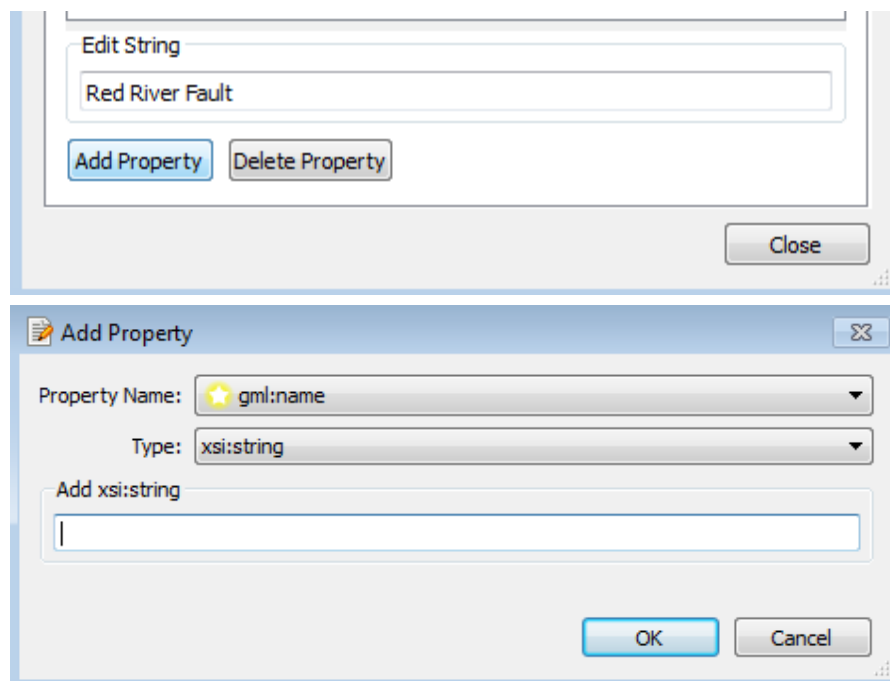 Edit String
Red River Fault
Add Property Delete Property
Close
Add Property
Property Name: gml:name
Type: xsi:string
Add xsi:string
OK Cancel